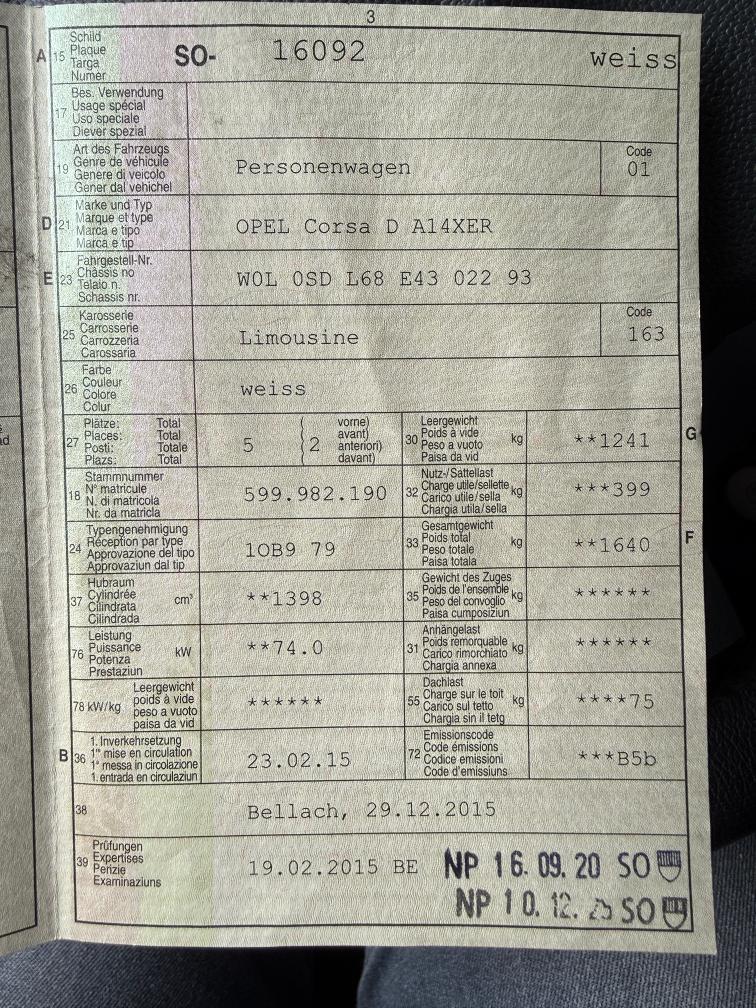 3
A 15 Schild
Plaque
Targa
Numer
SO- 16092 weiss
17 Bes. Verwendung
Usage spécial
Uso speciale
Diever spezial
19 Art des Fahrzeugs
Genre de véhicule
Genere di veicolo
Gener dal vehichel
Personenwagen
Code
01
D 21 Marke und Typ
Marque et type
Marca e tipo
Marca e tip
OPEL Corsa D A14XER
E 23 Fahrgestell-Nr.
Châssis no
Telaio n.
Schassis nr.
W0L 0SD L68 E43 022 93
25 Karosserie
Carrosserie
Carrozzeria
Carossaria
Limousine
Code
163
26 Farbe
Couleur
Colore
Colur
weiss
27 Plätze: Total
Places: Total
Posti: Totale
Plazs: Total
5 2 vorne)
avant)
anteriori)
davant)
30 Leergewicht
Poids à vide
Peso a vuoto
Paisa da vid
kg **1241 G
18 Stammnummer
N° matricule
N. di matricola
Nr. da matricla
599.982.190
32 Nutz-/Sattellast
Charge utile/sellette
Carico utile/sella
Chargia utila/sella
kg ***399
24 Typengenehmigung
Réception par type
Approvazione del tipo
Approvaziun dal tip
1OB9 79
33 Gesamtgewicht
Poids total
Peso totale
Paisa totala
kg **1640 F
37 Hubraum
Cylindrée
Cilindrata
Cilindrada
cm³ **1398
35 Gewicht des Zuges
Poids de l'ensemble
Peso del convoglio
Paisa cumposiziun
kg ******
76 Leistung
Puissance
Potenza
Prestaziun
kW **74.0
31 Anhängelast
Poids remorquable
Carico rimorchiato
Chargia annexa
kg ******
78 kW/kg Leergewicht
poids à vide
peso a vuoto
paisa da vid
******
55 Dachlast
Charge sur le toit
Carico sul tetto
Chargia sin il tetg
kg ****75
B 36 1. Inverkehrsetzung
1re mise en circulation
1a messa in circolazione
1. entrada en circulaziun
23.02.15
72 Emissionscode
Code émissions
Codice emissioni
Code d'emissiuns
***B5b
38 Bellach, 29.12.2015
39 Prüfungen
Expertises
Perizie
Examinaziuns
19.02.2015 BE NP 16. 09. 20 SO
NP 10. 12. SO